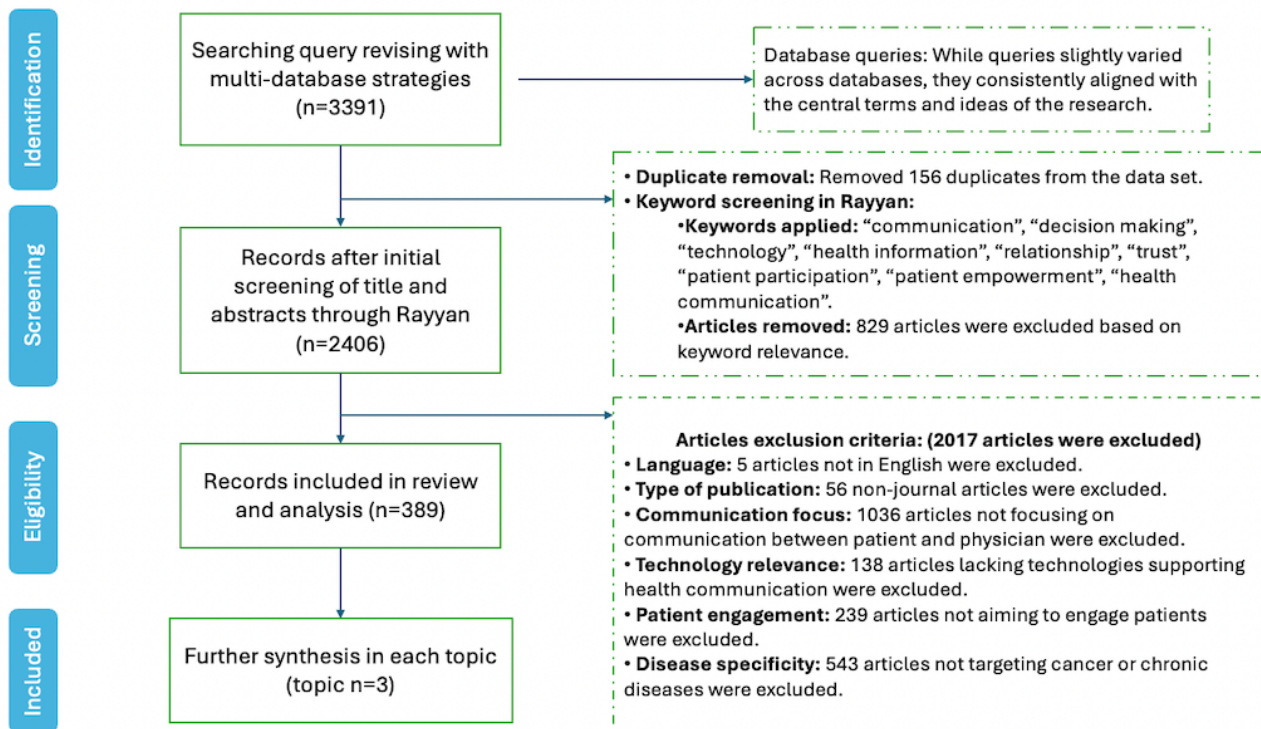 Identification
Searching query revising with
multi-database strategies
(n=3391)
Database queries: While queries slightly varied
across databases, they consistently aligned with
the central terms and ideas of the research.
Screening
Records after initial
screening of title and
abstracts through Rayyan
(n=2406)
• Duplicate removal: Removed 156 duplicates from the data set.
• Keyword screening in Rayyan:
•Keywords applied: “communication”, “decision making”,
“technology”, “health information”, “relationship”, “trust”,
“patient participation”, “patient empowerment”, “health
communication”.
•Articles removed: 829 articles were excluded based on
keyword relevance.
Eligibility
Records included in review
and analysis (n=389)
Articles exclusion criteria: (2017 articles were excluded)
• Language: 5 articles not in English were excluded.
• Type of publication: 56 non-journal articles were excluded.
• Communication focus: 1036 articles not focusing on
communication between patient and physician were excluded.
• Technology relevance: 138 articles lacking technologies supporting
health communication were excluded.
• Patient engagement: 239 articles not aiming to engage patients
were excluded.
• Disease specificity: 543 articles not targeting cancer or chronic
diseases were excluded.
Included
Further synthesis in each topic
(topic n=3)